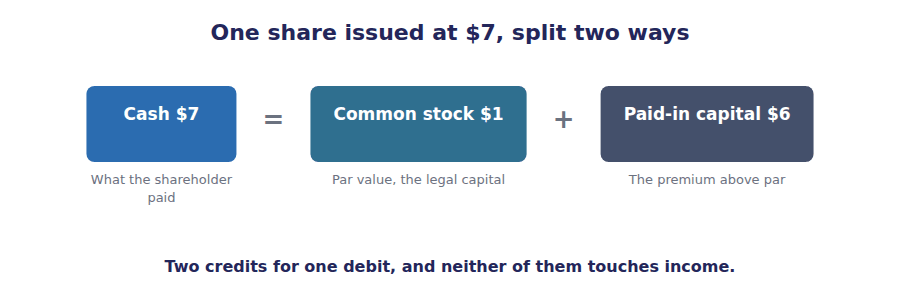 One share issued at $7, split two ways
Cash $7
=
Common stock $1
+
Paid-in capital $6
What the shareholder
paid
Par value, the legal capital
The premium above par
Two credits for one debit, and neither of them touches income.